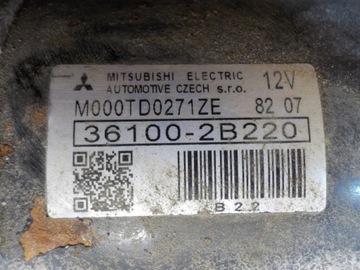 MITSUBISHI ELECTRIC
AUTOMOTIVE CZECH s.r.o. 12V
M000TD0271ZE 82 07
36100-2B220
B22